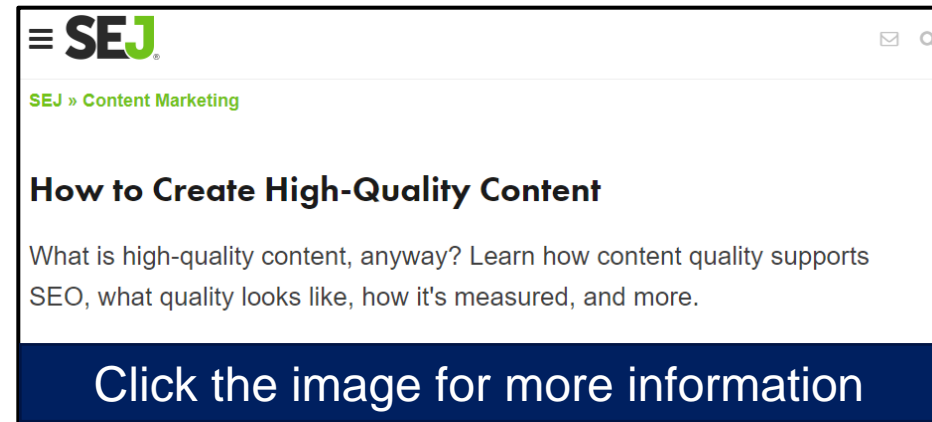 SEJ
SEJ » Content Marketing
How to Create High-Quality Content
What is high-quality content, anyway? Learn how content quality supports
SEO, what quality looks like, how it's measured, and more.
Click the image for more information